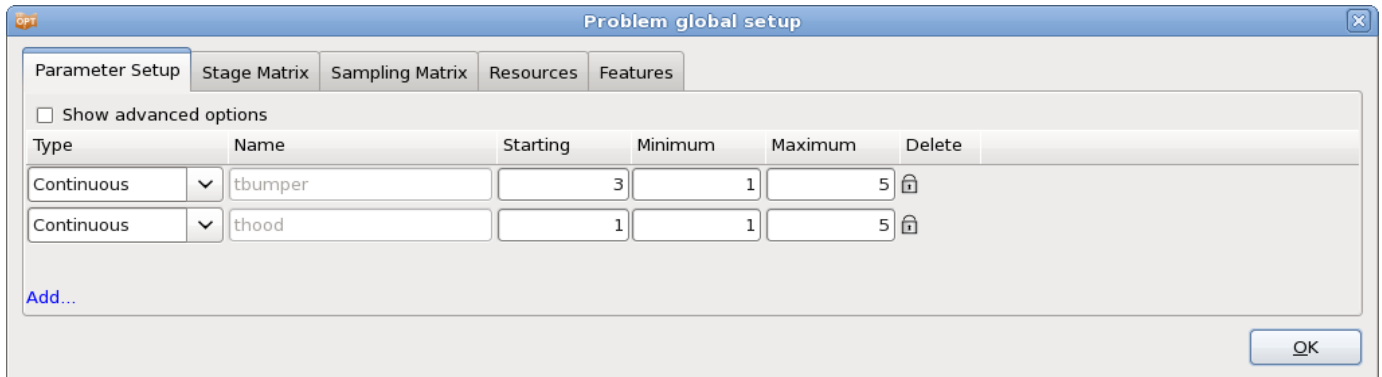 OPT Problem global setup
Parameter Setup Stage Matrix Sampling Matrix Resources Features
Show advanced options
Type Name Starting Minimum Maximum Delete
Continuous tbumper 3 1 5
Continuous thood 1 1 5
Add...
OK